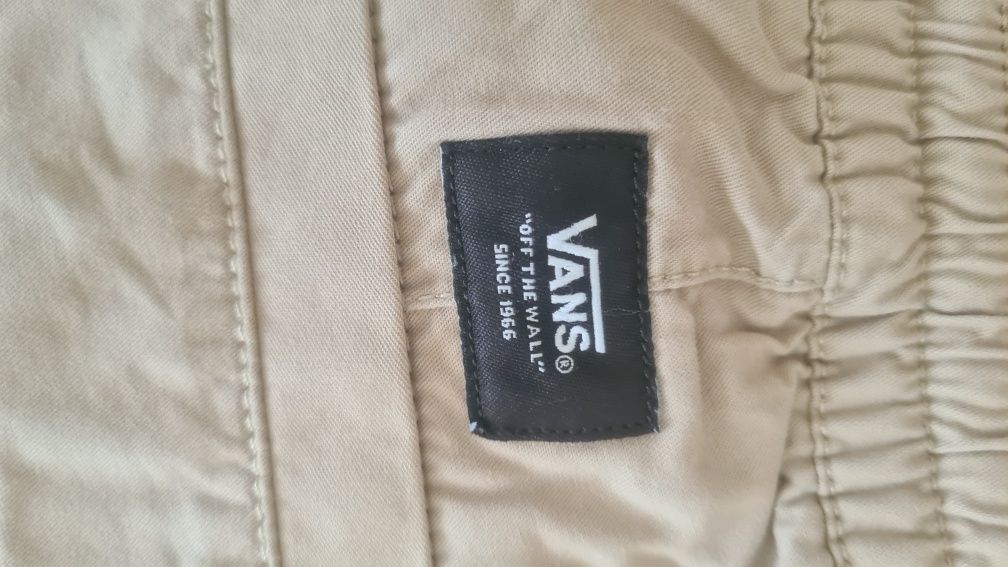 VANS®
"OFF THE WALL"
SINCE 1966